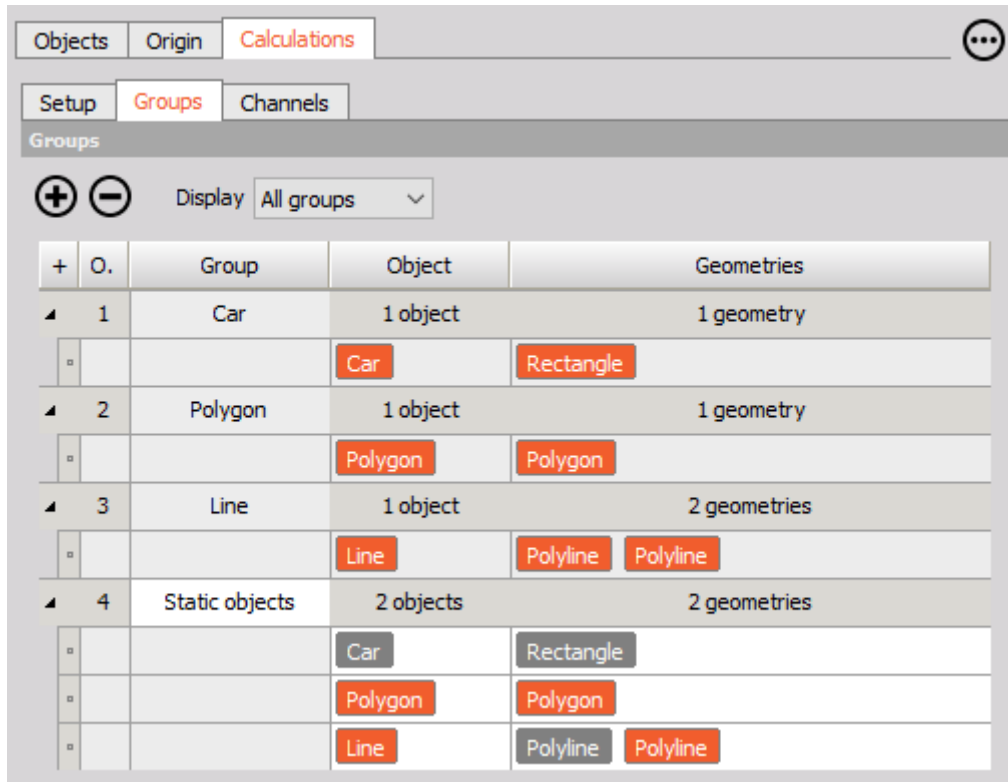 Objects Origin Calculations
Setup Groups Channels
Groups
Display All groups
+ O. Group Object Geometries
1 Car 1 object 1 geometry
Car Rectangle
2 Polygon 1 object 1 geometry
Polygon Polygon
3 Line 1 object 2 geometries
Line Polyline Polyline
4 Static objects 2 objects 2 geometries
Car Rectangle
Polygon Polygon
Line Polyline Polyline